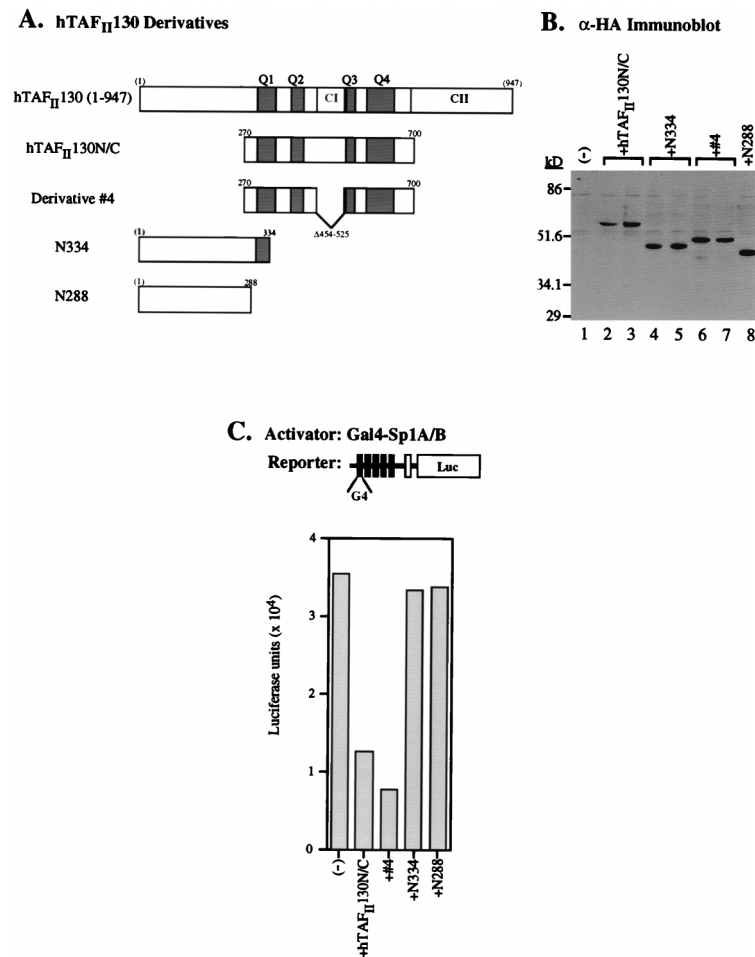 A. hTAFII130 Derivatives
(1) Q1 Q2 Q3 Q4 (947)
hTAFII130 (1-947) CI CII
270 700
hTAFII130N/C
270 700
Derivative #4
Δ454-525
(1) 334
N334
(1) 288
N288
B. α-HA Immunoblot
(-) +hTAFII130N/C +N334 +#4 +N288
kD
86
51.6
34.1
29
1 2 3 4 5 6 7 8
C. Activator: Gal4-Sp1A/B
Reporter: Luc
G4
Luciferase units (x 10⁴)
4
3
2
1
0
(-) +hTAFII130N/C +#4 +N334 +N288